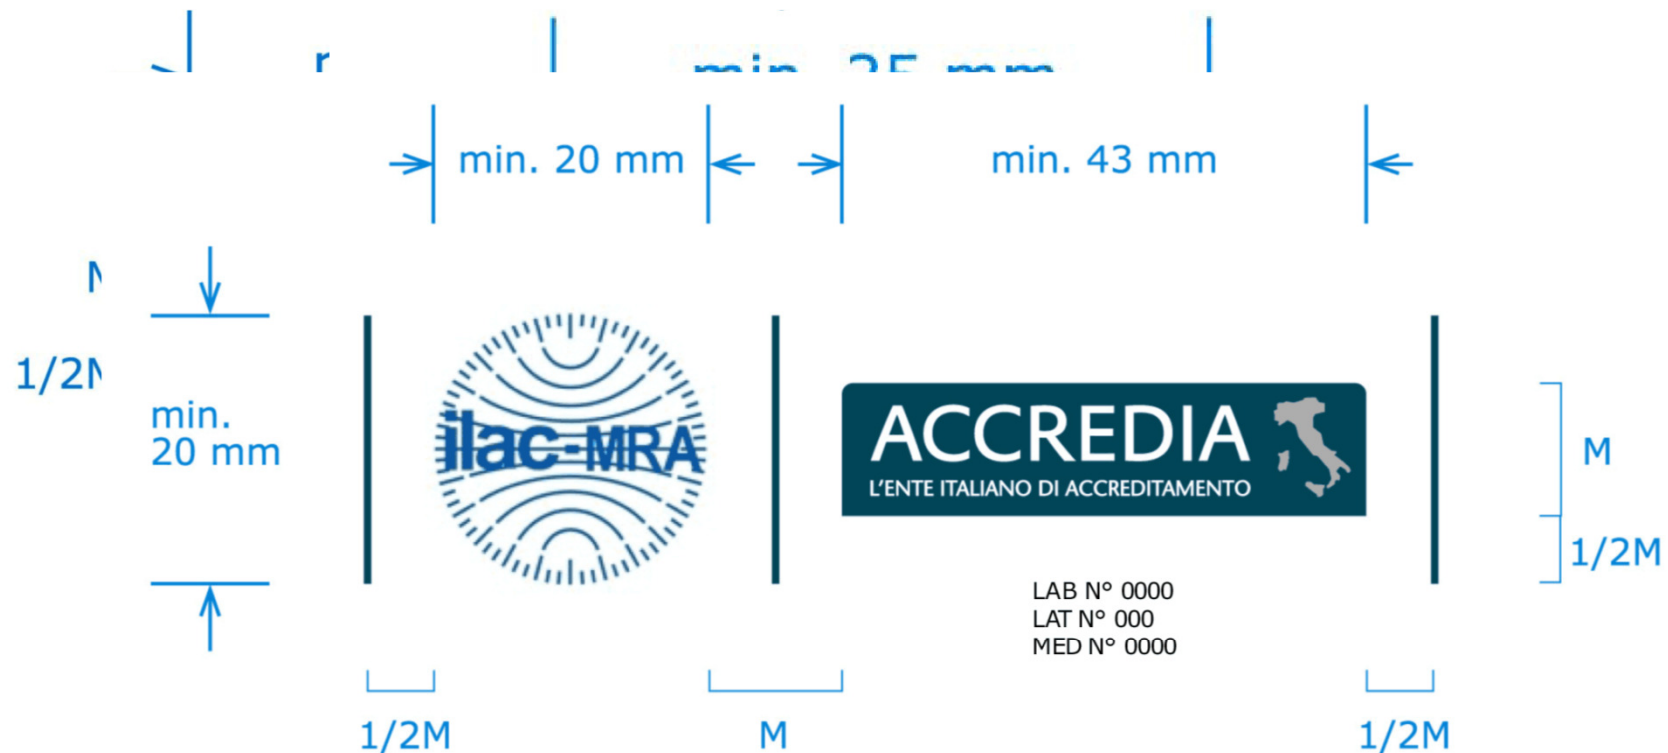 min. 20 mm
min. 43 mm
min.
20 mm
ilac-MRA
ACCREDIA
L'ENTE ITALIANO DI ACCREDITAMENTO
M
1/2M
LAB N° 0000
LAT N° 000
MED N° 0000
1/2M
M
1/2M